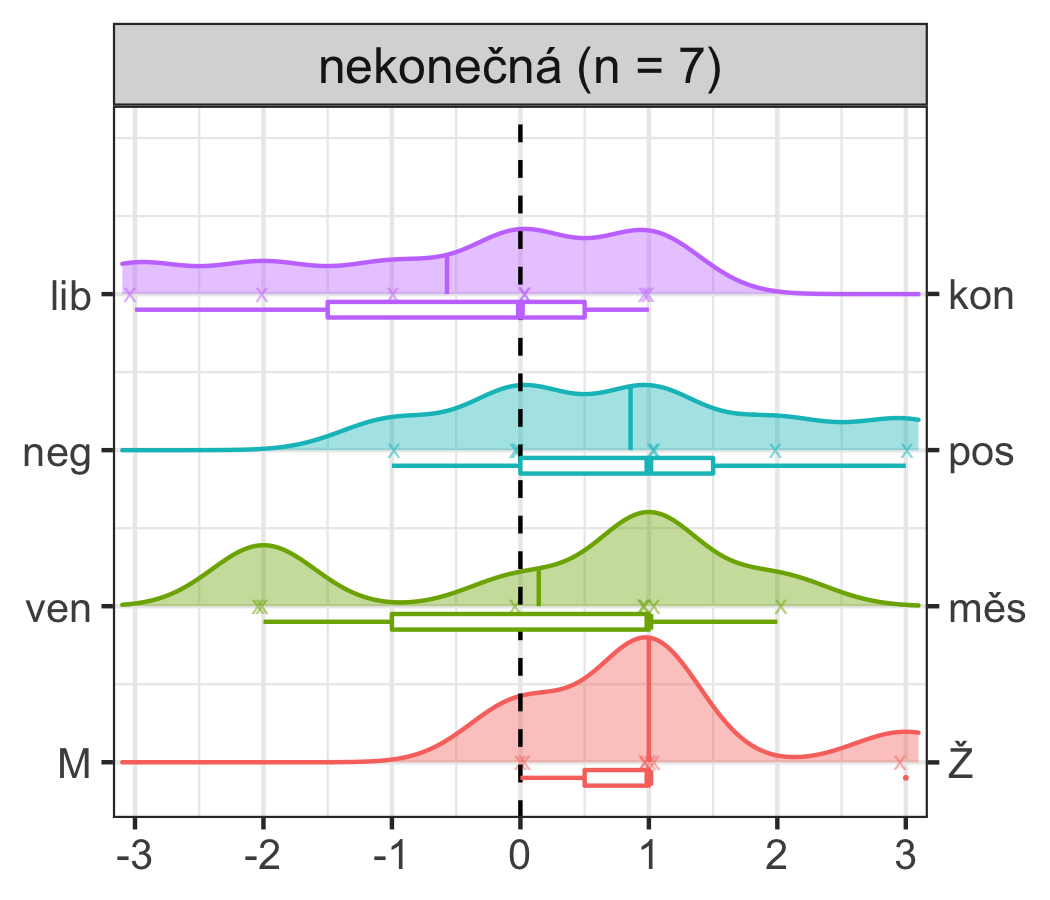 nekonečná (n = 7)
lib kon
neg pos
ven měs
M Ž
-3 -2 -1 0 1 2 3